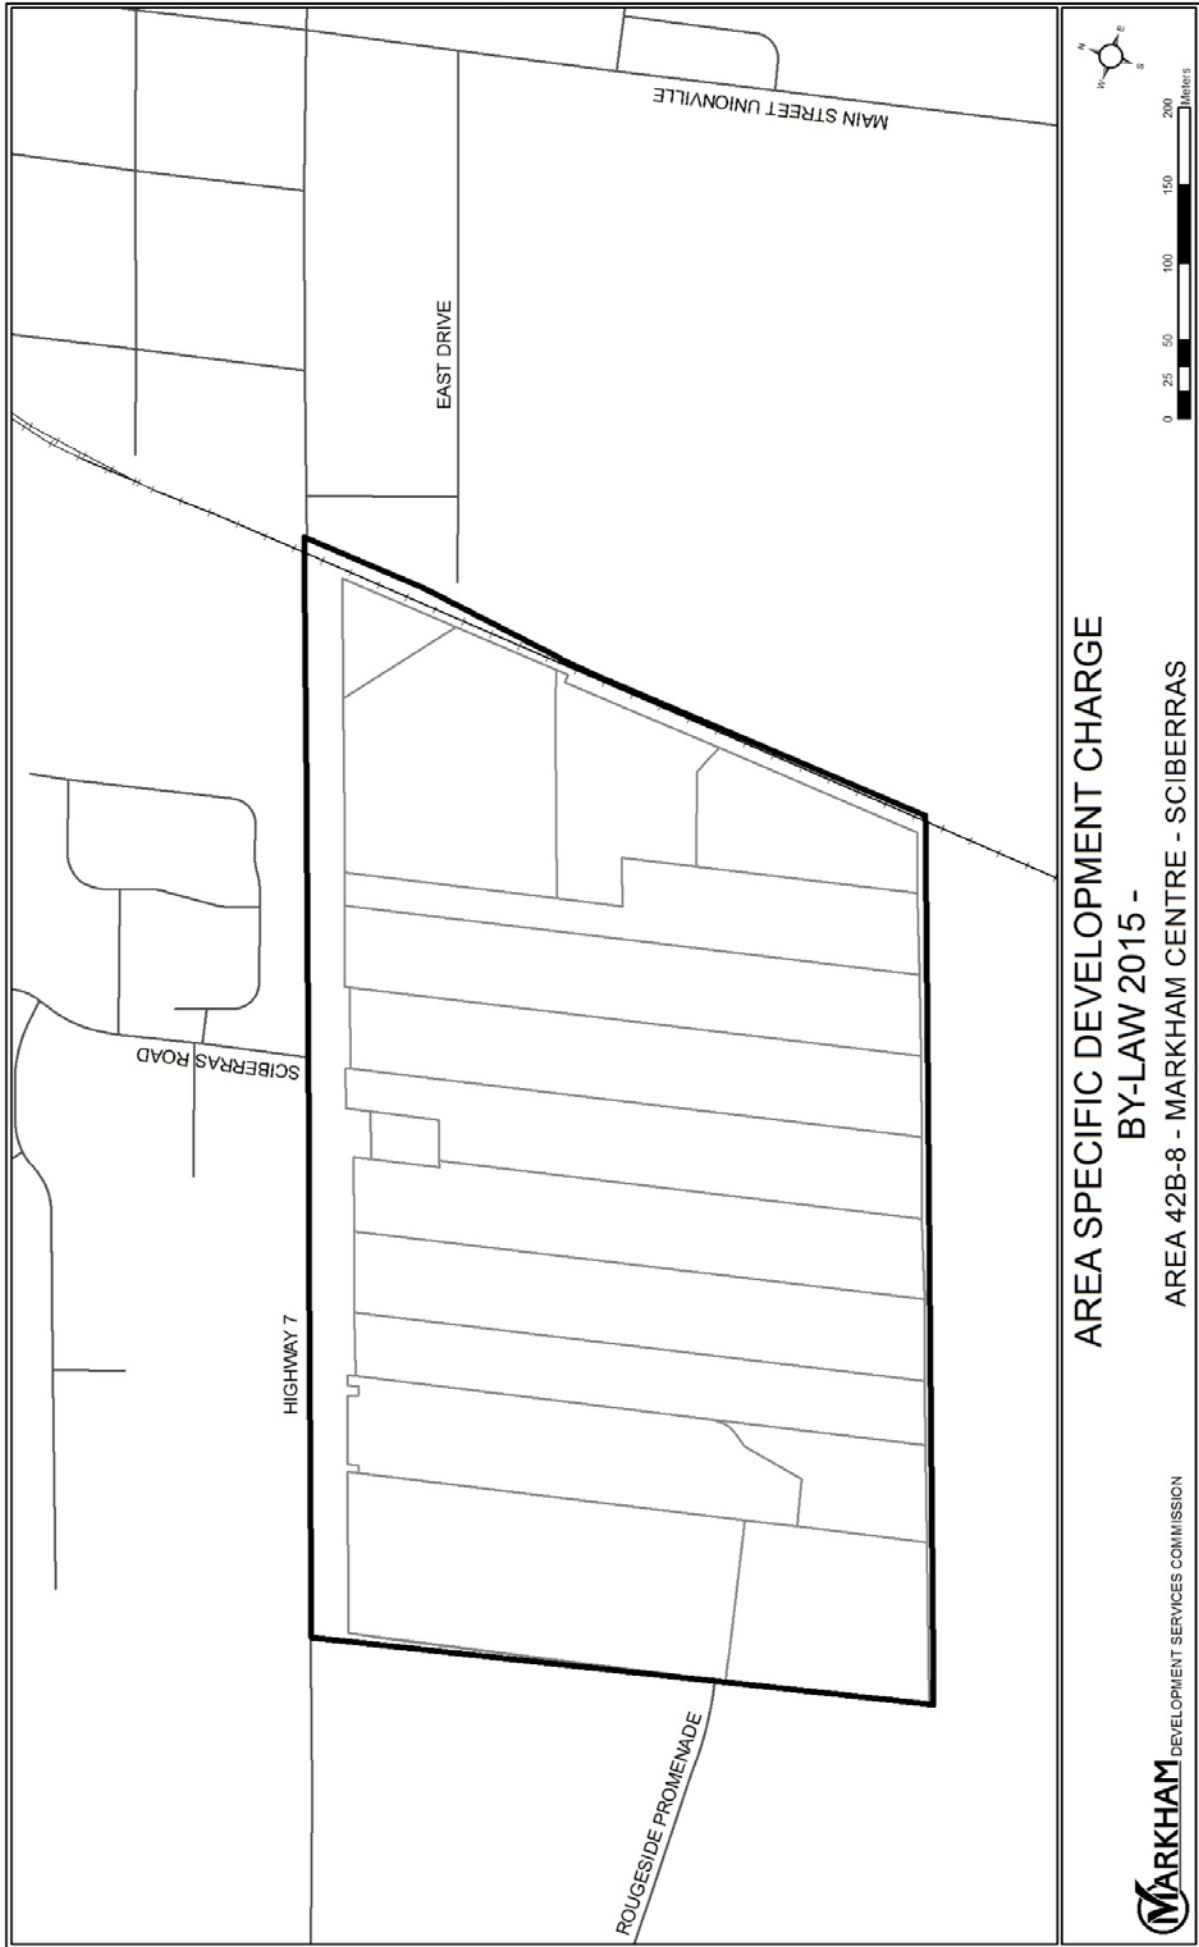 MAIN STREET UNIONVILLE
EAST DRIVE
SCIBERRAS ROAD
HIGHWAY 7
ROUGESIDE PROMENADE
MARKHAM DEVELOPMENT SERVICES COMMISSION
AREA SPECIFIC DEVELOPMENT CHARGE
BY-LAW 2015 -
AREA 42B-8 - MARKHAM CENTRE - SCIBERRAS
0 25 50 100 150 200
Meters
N
E
S
W